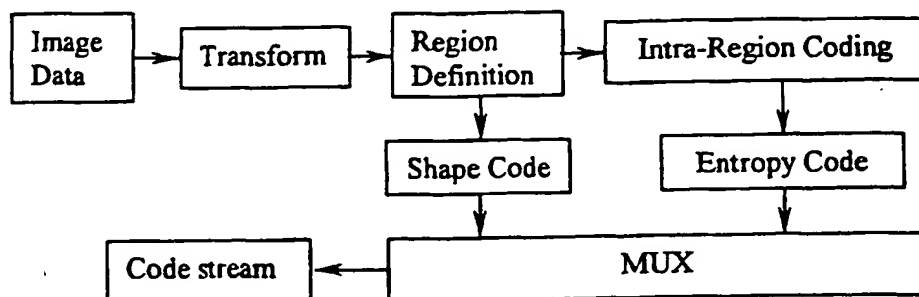 Image
Data
Transform
Region
Definition
Intra-Region Coding
Shape Code
Entropy Code
Code stream
MUX